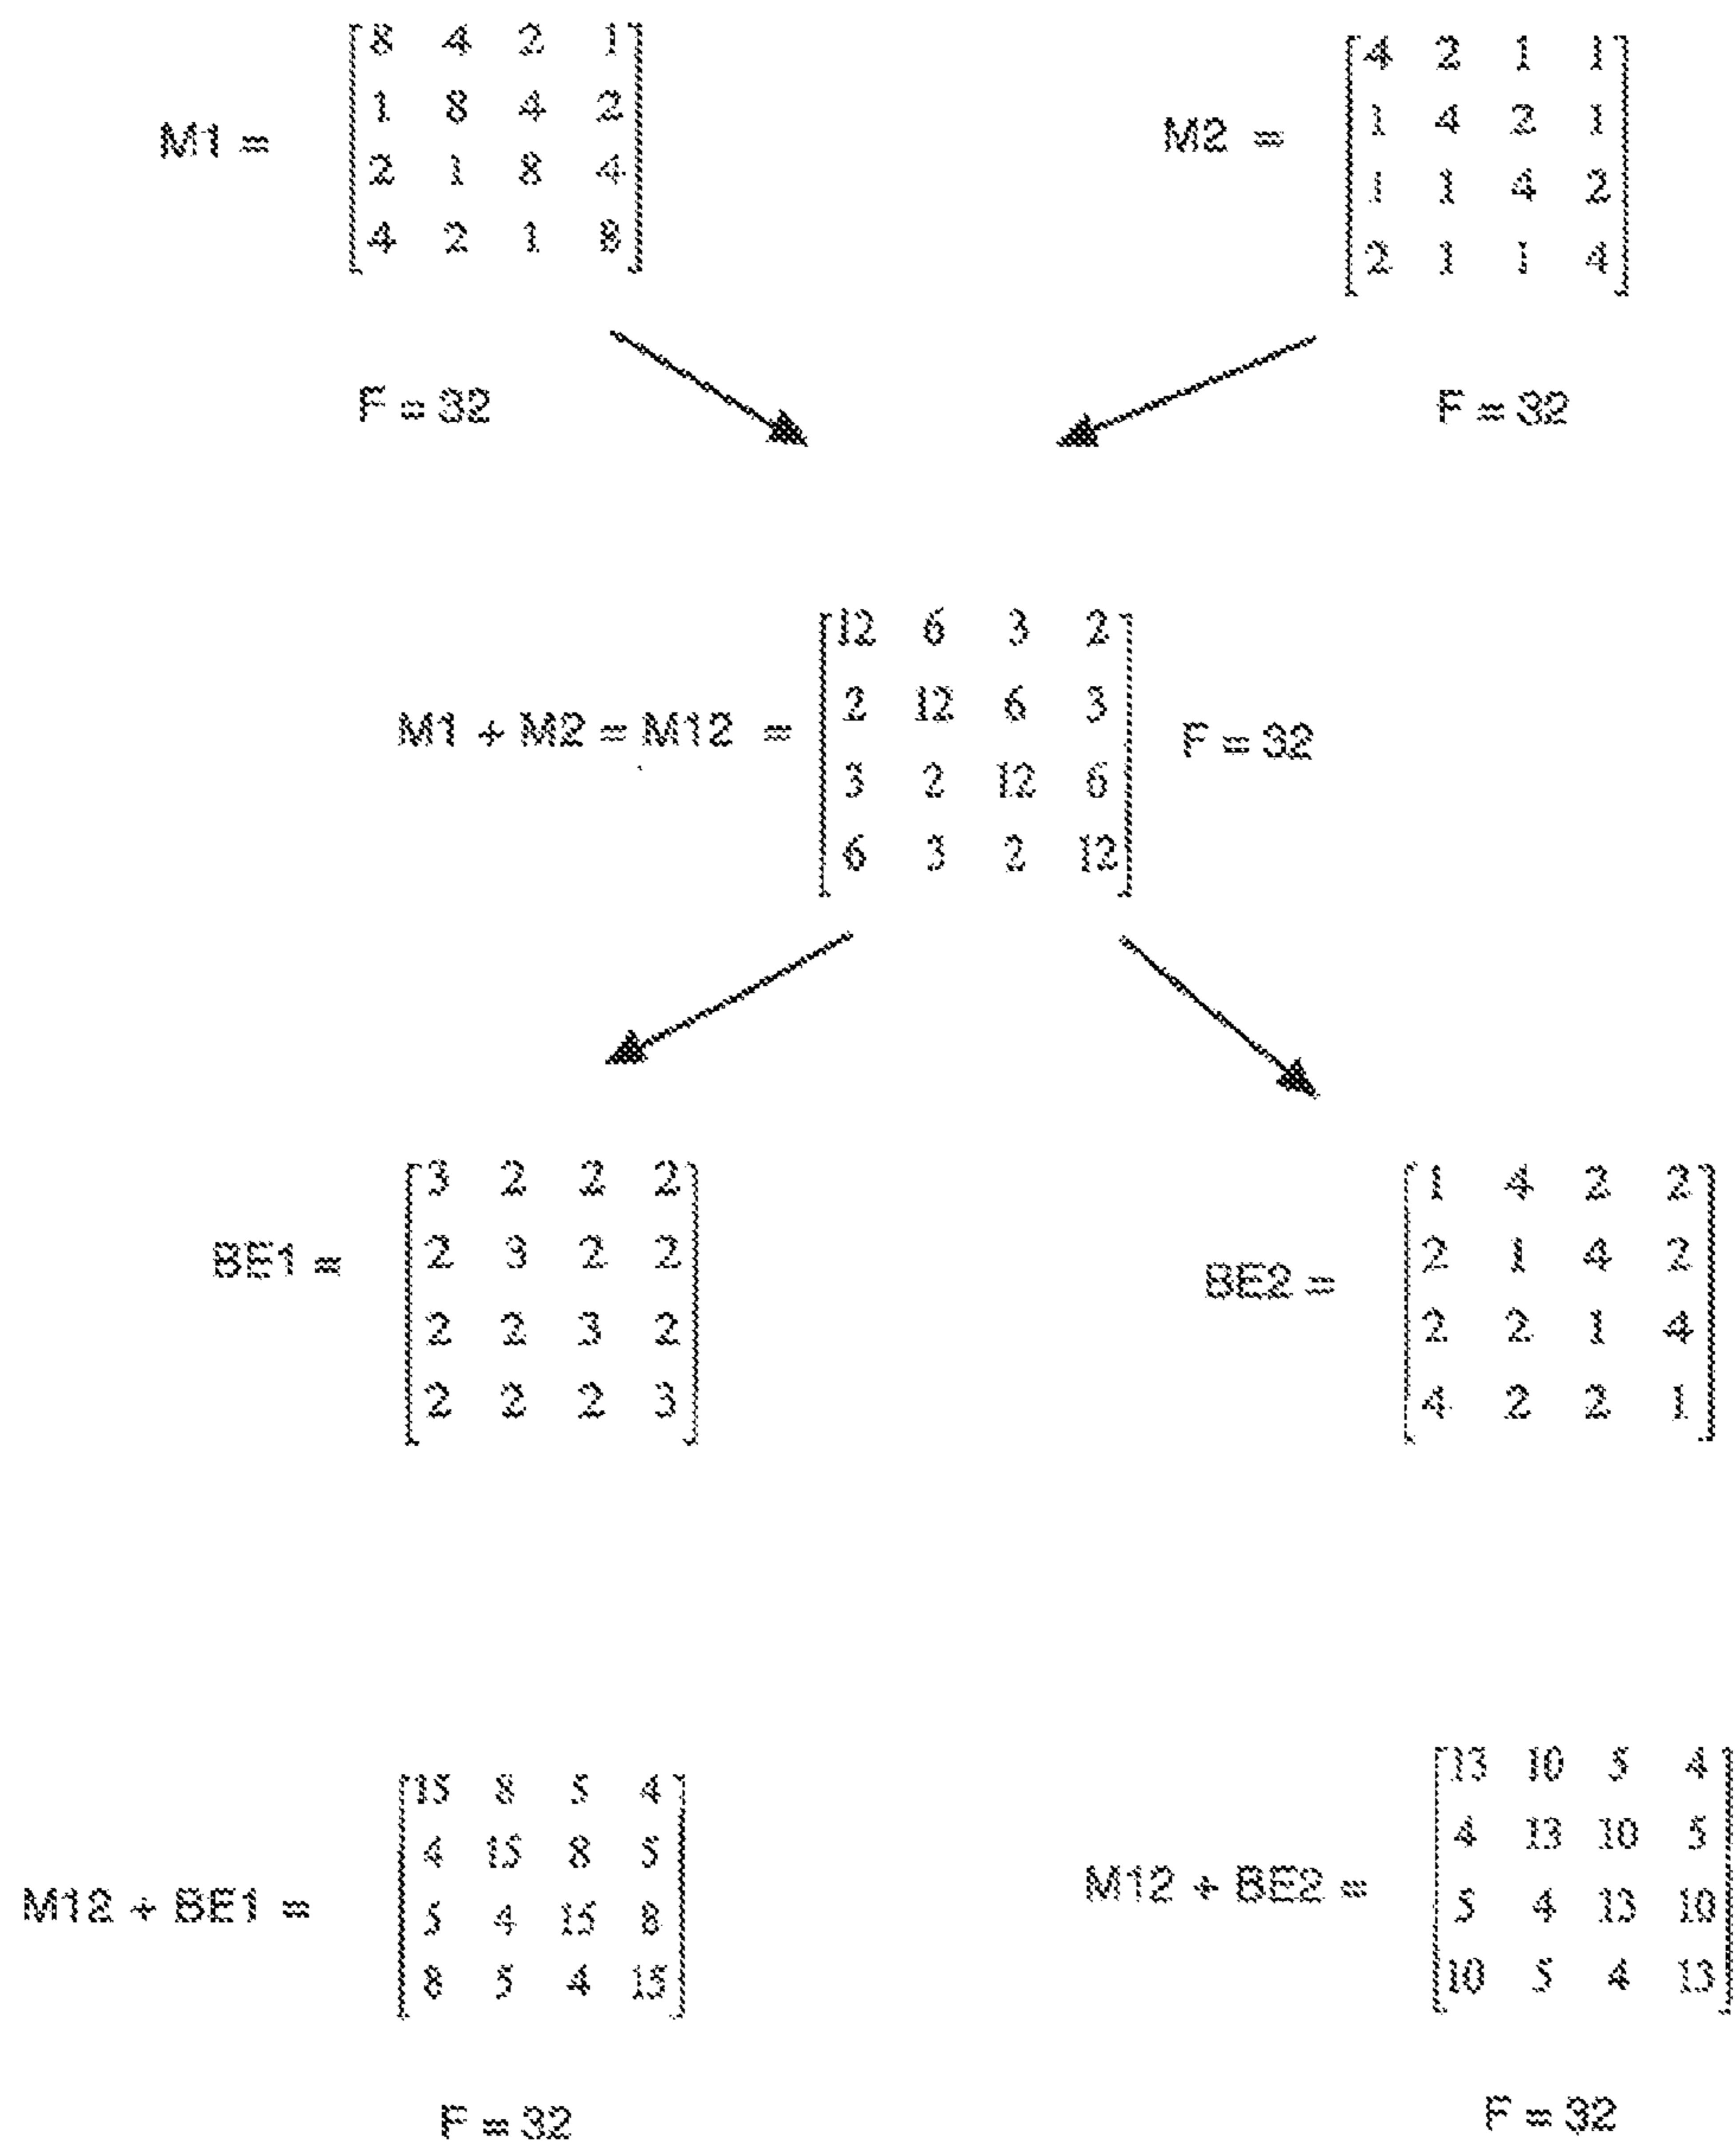 M1 =
8 4 2 1
1 8 4 2
2 1 8 4
4 2 1 8
F = 32
M2 =
4 2 1 1
1 4 2 1
1 1 4 2
2 1 1 4
F = 32
M1 + M2 = M12 =
12 6 3 2
2 12 6 3
3 2 12 6
6 3 2 12
F = 32
BE1 =
3 2 2 2
2 3 2 2
2 2 3 2
2 2 2 3
BE2 =
1 4 2 2
2 1 4 2
2 2 1 4
4 2 2 1
M12 + BE1 =
15 8 5 4
4 15 8 5
5 4 15 8
8 5 4 15
F = 32
M12 + BE2 =
13 10 5 4
4 13 10 5
5 4 13 10
10 5 4 13
F = 32